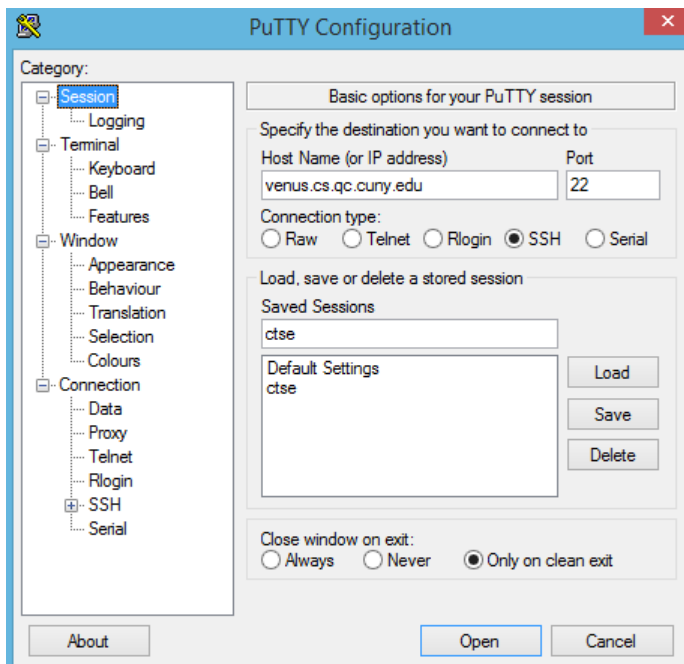 PuTTY Configuration
Category:
Session
Logging
Terminal
Keyboard
Bell
Features
Window
Appearance
Behaviour
Translation
Selection
Colours
Connection
Data
Proxy
Telnet
Rlogin
SSH
Serial
Basic options for your PuTTY session
Specify the destination you want to connect to
Host Name (or IP address) Port
venus.cs.qc.cuny.edu 22
Connection type:
Raw Telnet Rlogin SSH Serial
Load, save or delete a stored session
Saved Sessions
ctse
Default Settings
ctse
Load
Save
Delete
Close window on exit:
Always Never Only on clean exit
About Open Cancel